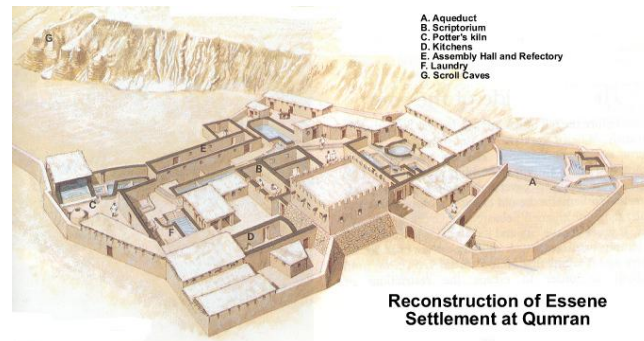 A. Aqueduct
B. Scriptorium
C. Potter's kiln
D. Kitchens
E. Assembly Hall and Refectory
F. Laundry
G. Scroll Caves
G
E
B
A
C
F
D
Reconstruction of Essene
Settlement at Qumran